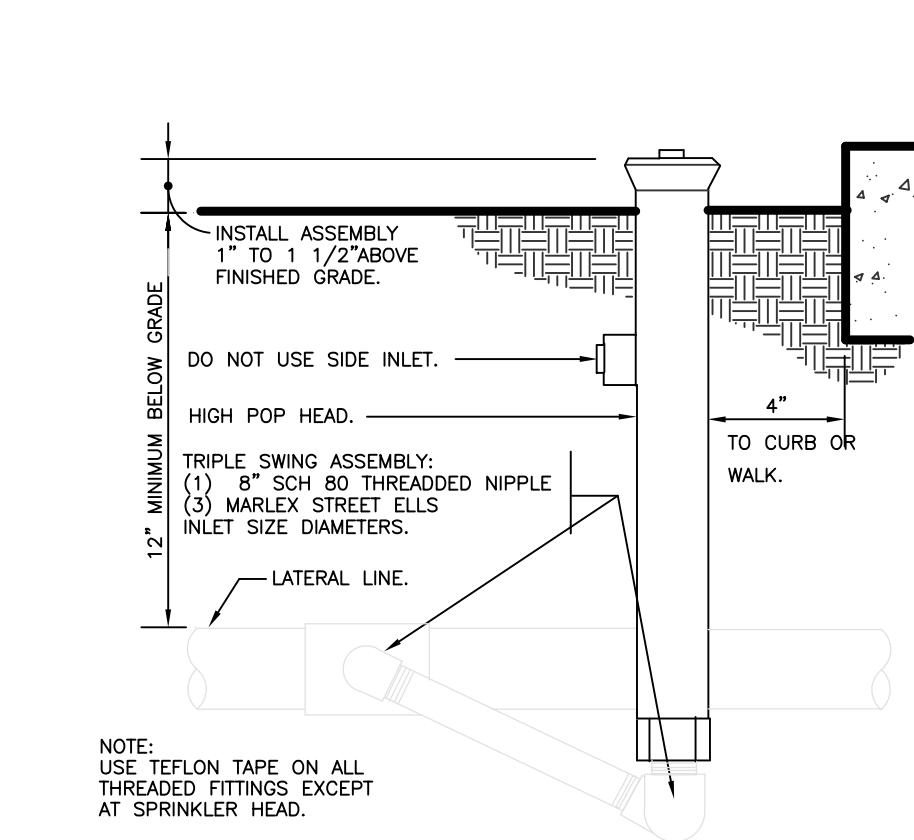 INSTALL ASSEMBLY
1" TO 1 1/2"ABOVE
FINISHED GRADE.
12" MINIMUM BELOW GRADE
DO NOT USE SIDE INLET.
HIGH POP HEAD.
4"
TO CURB OR
WALK.
TRIPLE SWING ASSEMBLY:
(1) 8" SCH 80 THREADDED NIPPLE
(3) MARLEX STREET ELLS
INLET SIZE DIAMETERS.
LATERAL LINE.
NOTE:
USE TEFLON TAPE ON ALL
THREADED FITTINGS EXCEPT
AT SPRINKLER HEAD.